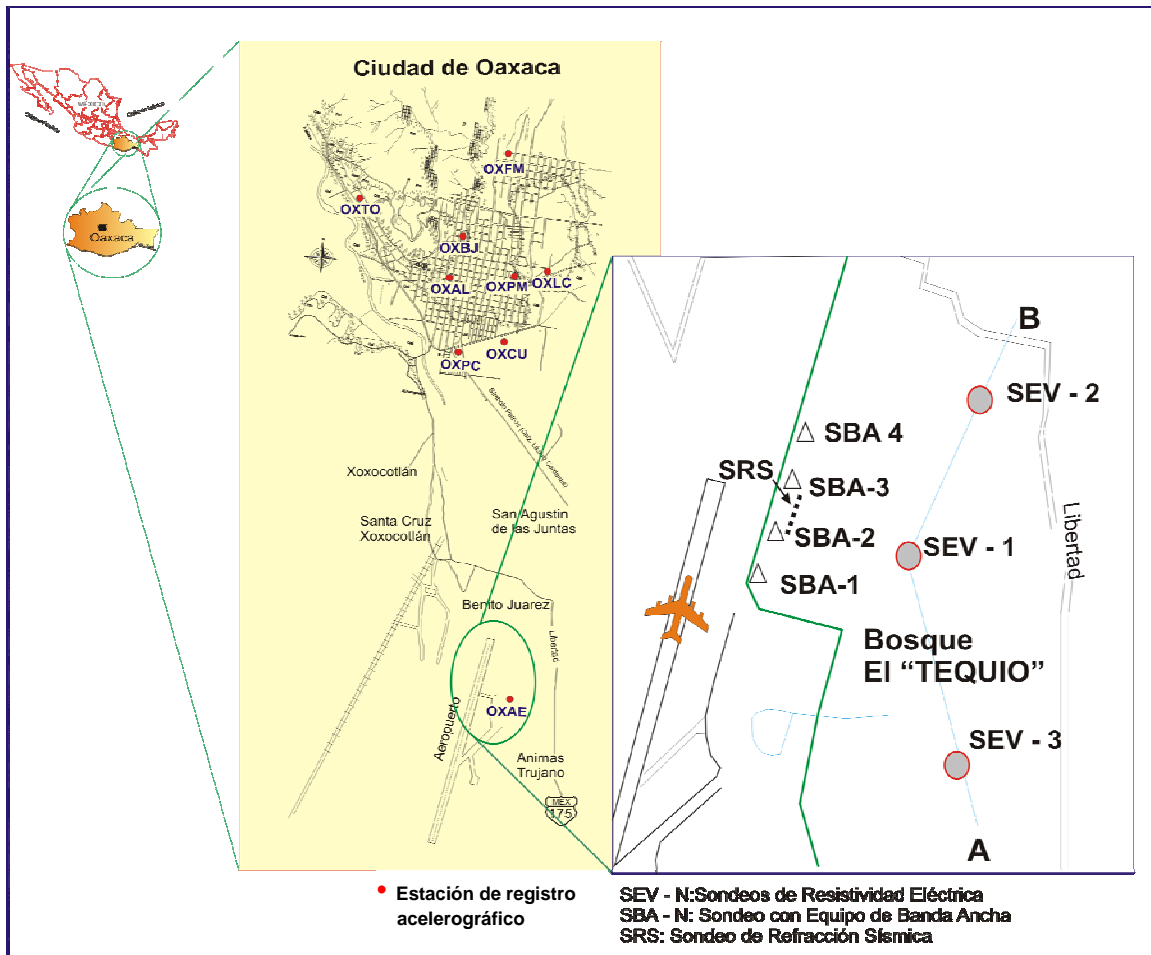 Ciudad de Oaxaca
Oaxaca
OXFM
OXTO
OXBJ
OXAL
OXPM
OXLC
OXPC
OXCU
Xoxocotlán
Santa Cruz
Xoxocotlán
San Agustin
de las Juntas
Benito Juarez
Libertad
OXAE
Aeropuerto
Animas
Trujano
MEX
175
B
SEV - 2
SBA 4
SRS
SBA-3
SBA-2
SEV - 1
SBA-1
Libertad
Bosque
El “TEQUIO”
SEV - 3
A
Estación de registro
acelerográfico
SEV - N:Sondeos de Resistividad Eléctrica
SBA - N: Sondeo con Equipo de Banda Ancha
SRS: Sondeo de Refracción Sísmica